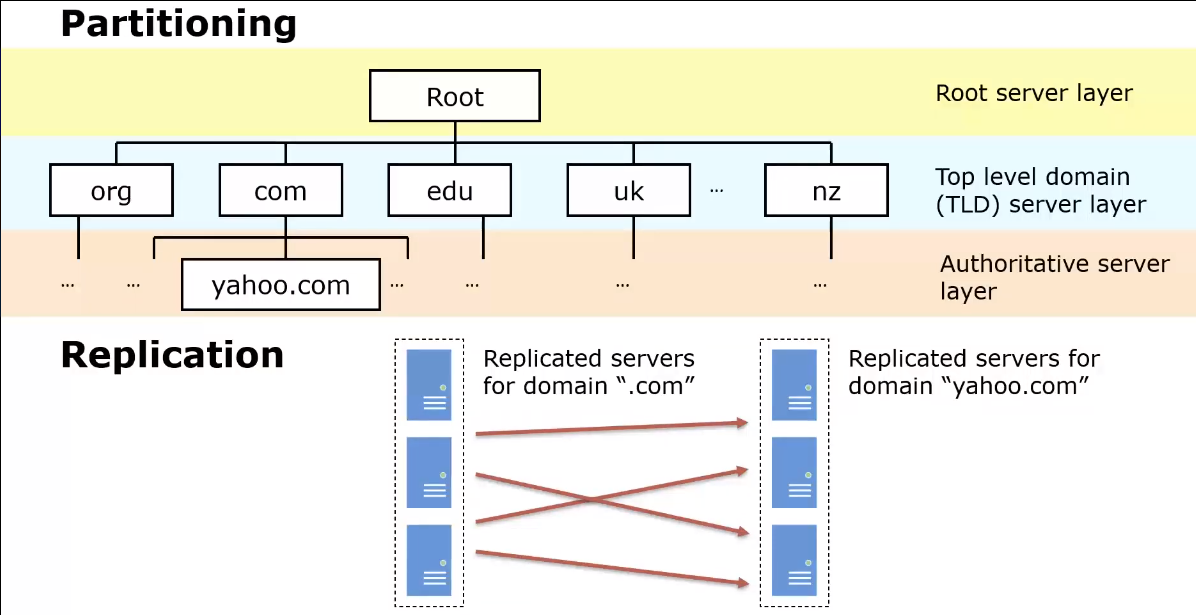 Partitioning
Root
Root server layer
org
com
edu
uk
...
nz
Top level domain
(TLD) server layer
...
...
yahoo.com
...
...
...
...
Authoritative server
layer
Replication
Replicated servers
for domain “.com”
Replicated servers for
domain “yahoo.com”